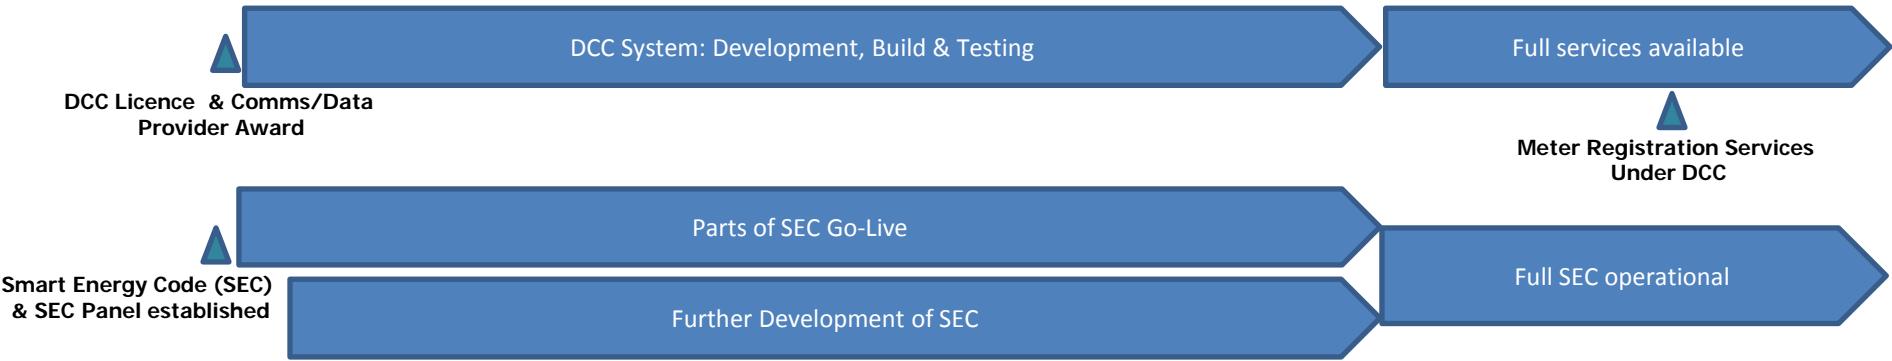 DCC System: Development, Build & Testing
Full services available
DCC Licence & Comms/Data
Provider Award
Meter Registration Services
Under DCC
Parts of SEC Go-Live
Smart Energy Code (SEC)
& SEC Panel established
Full SEC operational
Further Development of SEC